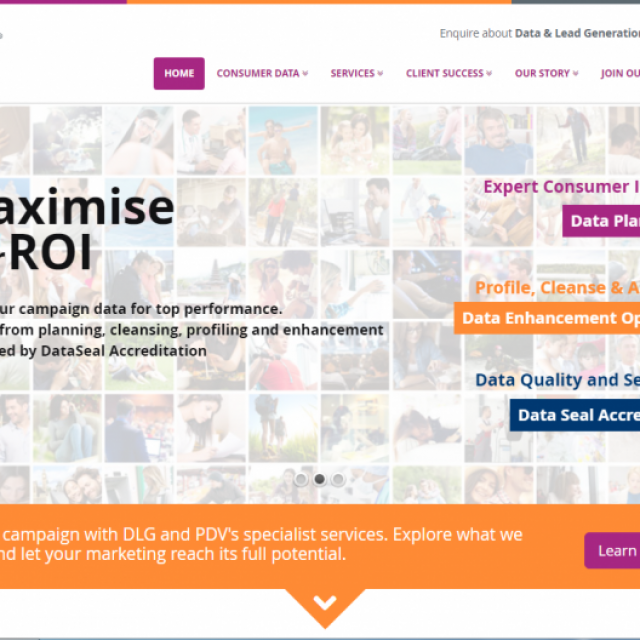 Enquire about Data & Lead Generation
HOME CONSUMER DATA SERVICES CLIENT SUCCESS OUR STORY JOIN OU
aximise
ROI
Expert Consumer I
Data Pla
ur campaign data for top performance.
from planning, cleansing, profiling and enhancement
ed by DataSeal Accreditation
Profile, Cleanse & A
Data Enhancement Op
Data Quality and Se
Data Seal Accre
campaign with DLG and PDV's specialist services. Explore what we
nd let your marketing reach its full potential.
Learn